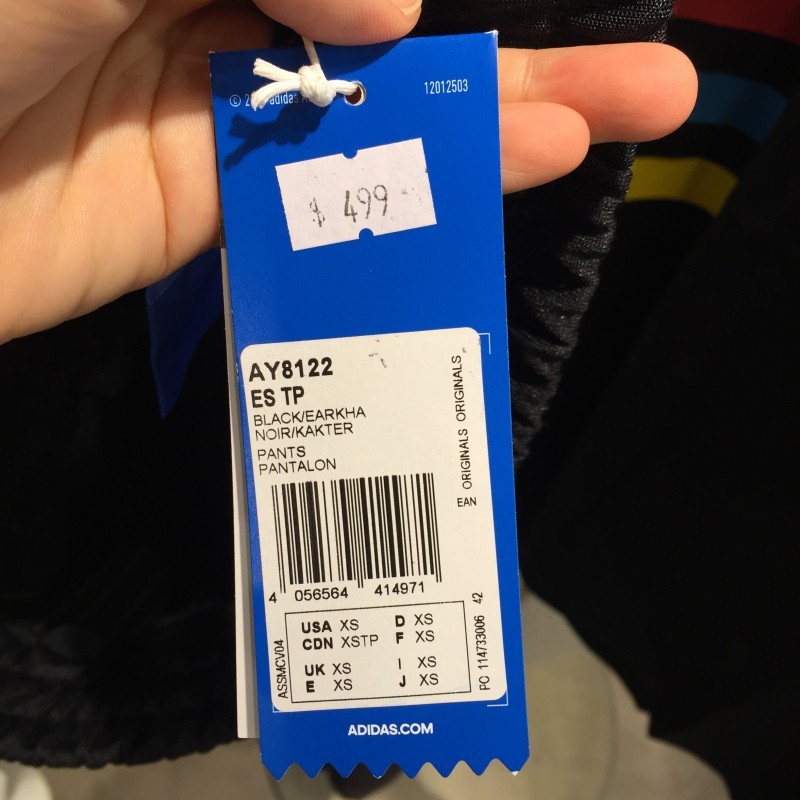 adidas
12012503
$ 499
AY8122
ES TP
BLACK/EARKHA
NOIR/KAKTER
PANTS
PANTALON
EAN ORIGINALS ORIGINALS
4 056564 414971
ASSMCV04
USA XS D XS
CDN XSTP F XS
UK XS I XS
E XS J XS
PC 114733006 42
ADIDAS.COM